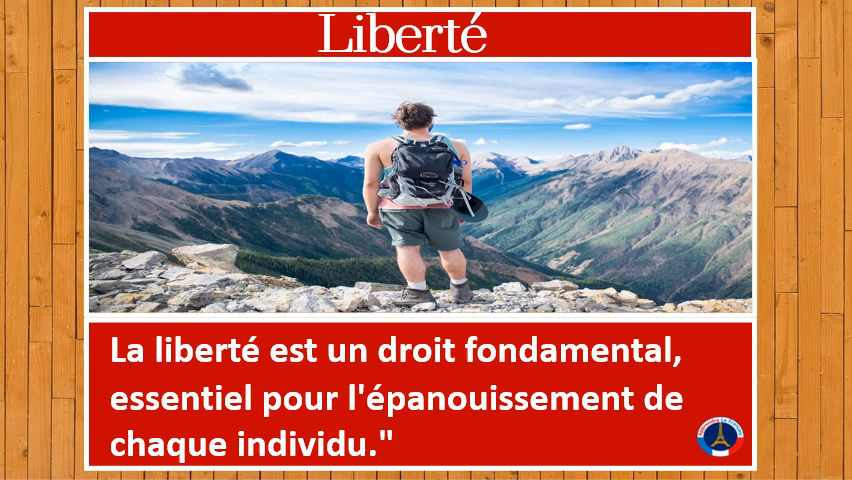 Liberté
La liberté est un droit fondamental,
essentiel pour l'épanouissement de
chaque individu."